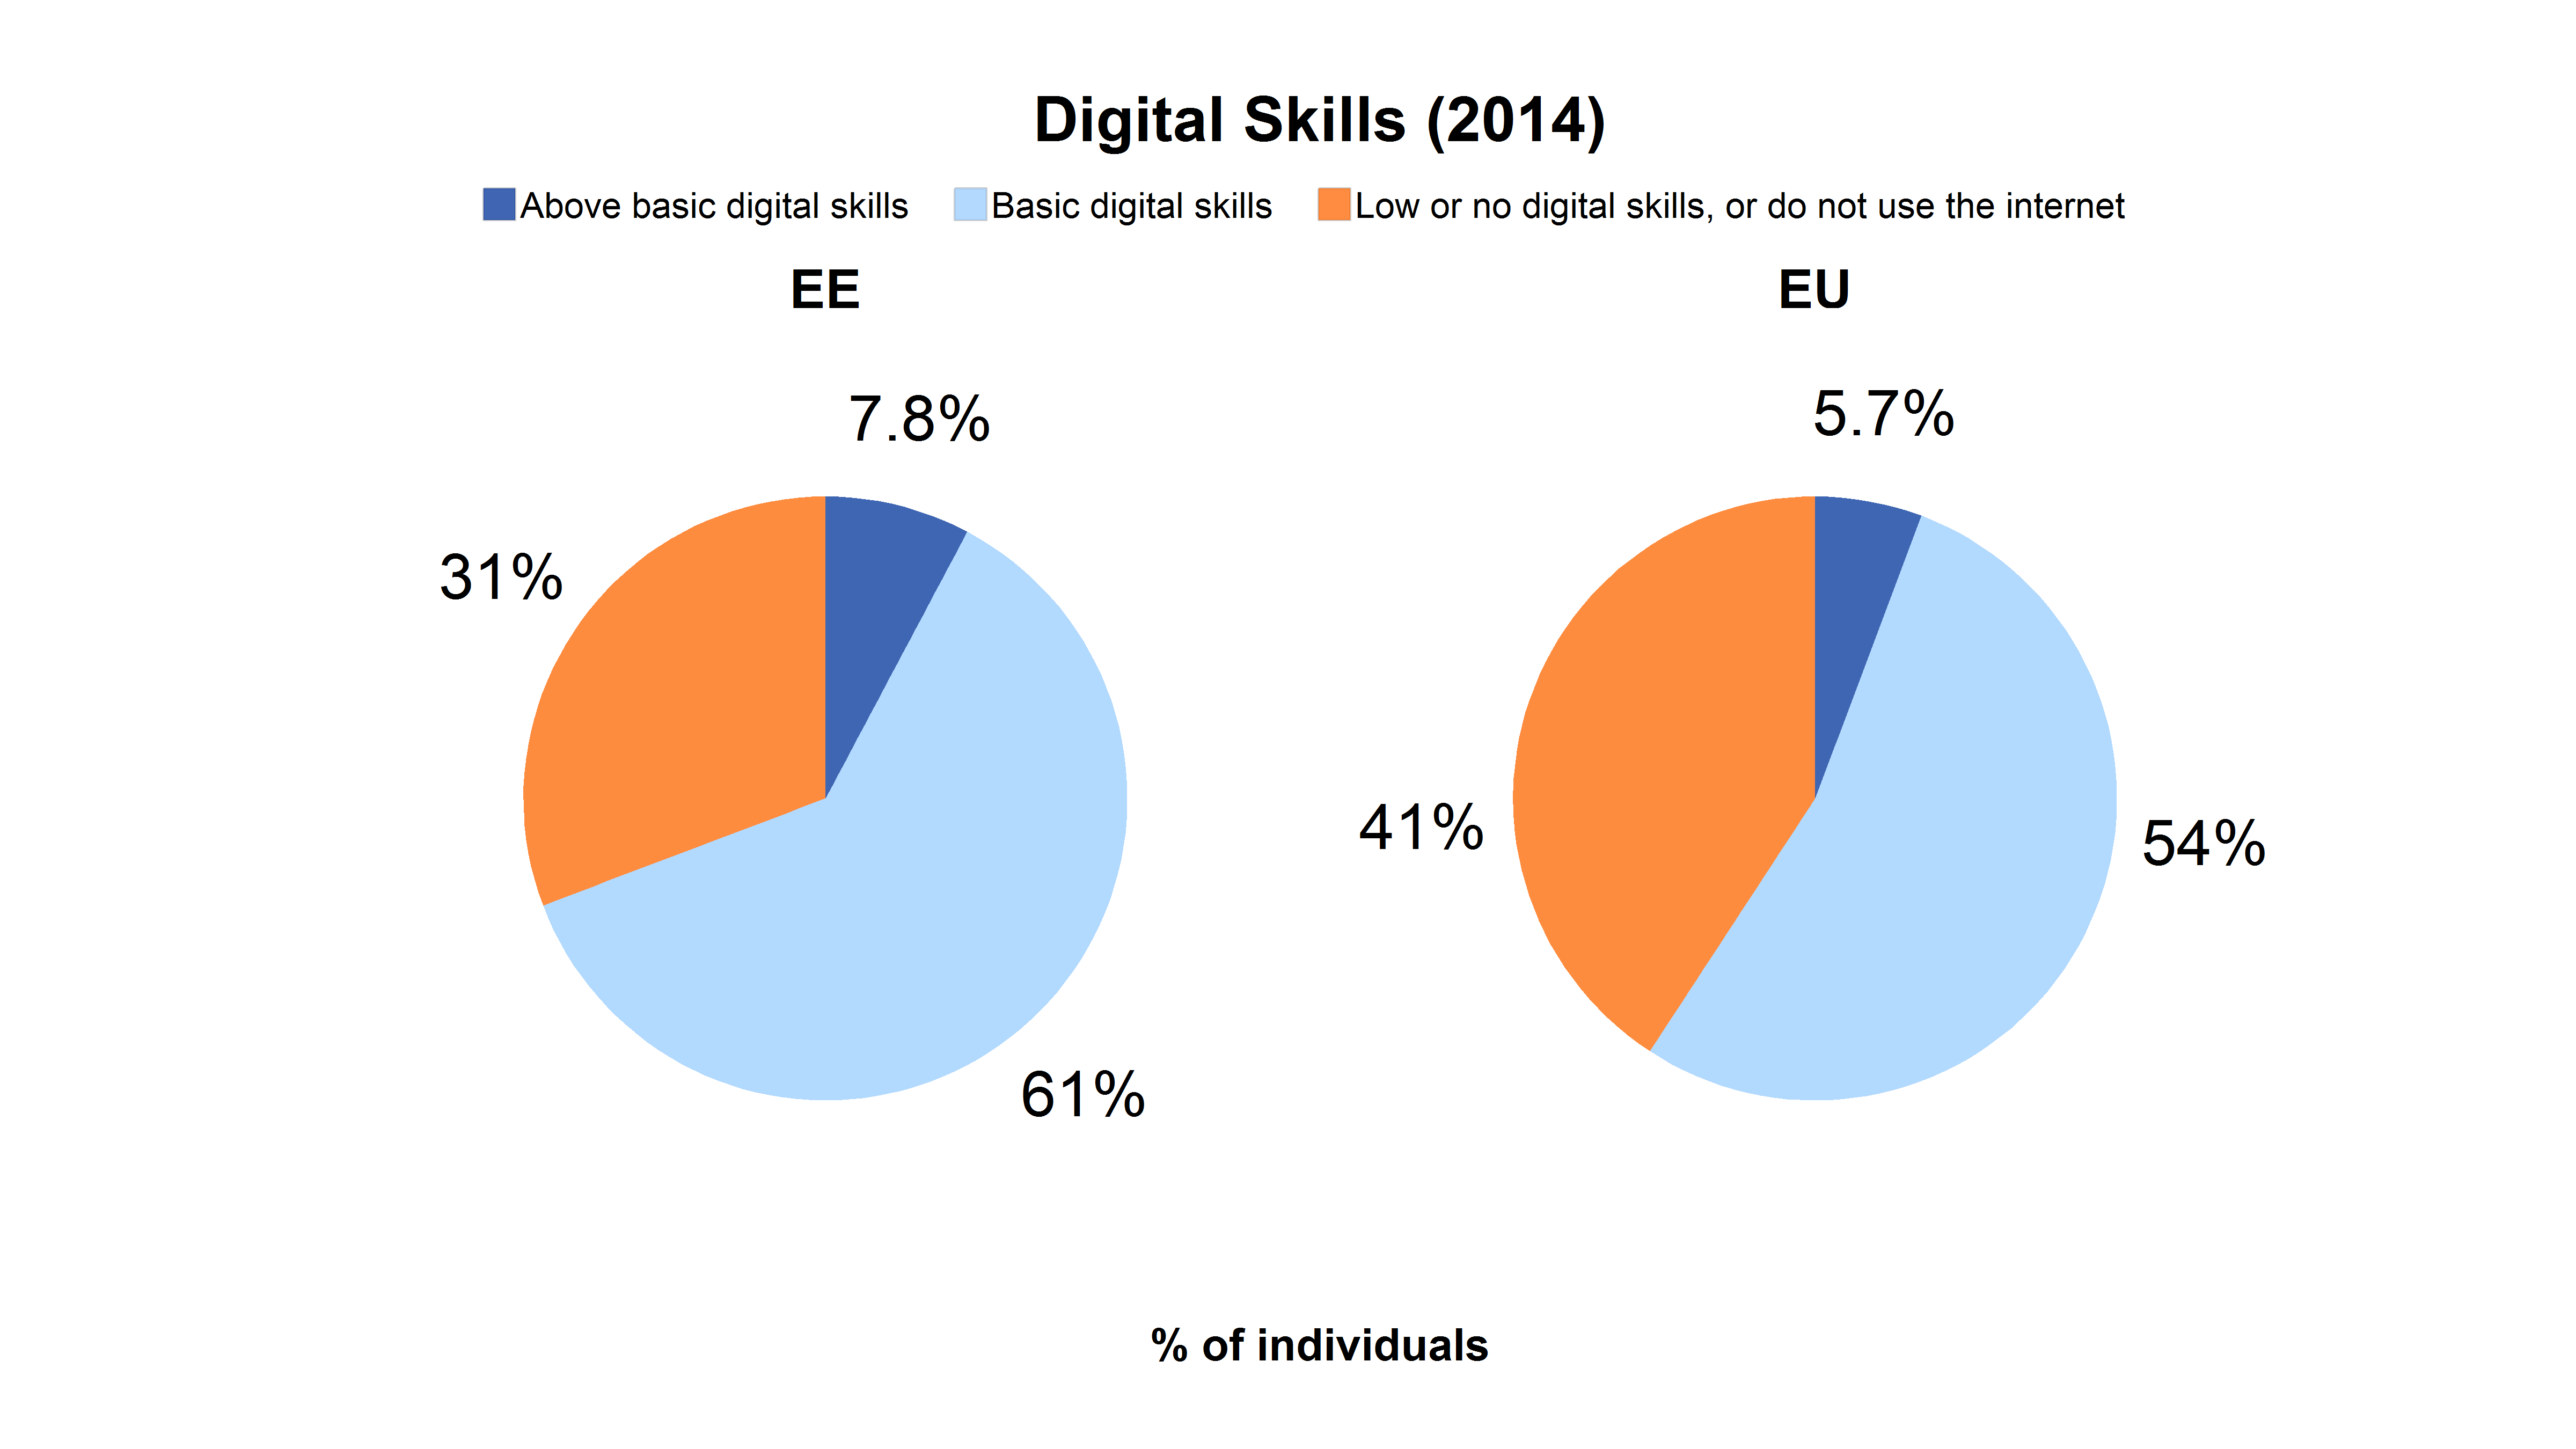 Digital Skills (2014)
Above basic digital skills Basic digital skills Low or no digital skills, or do not use the internet
EE
7.8%
31%
61%
EU
5.7%
41%
54%
% of individuals